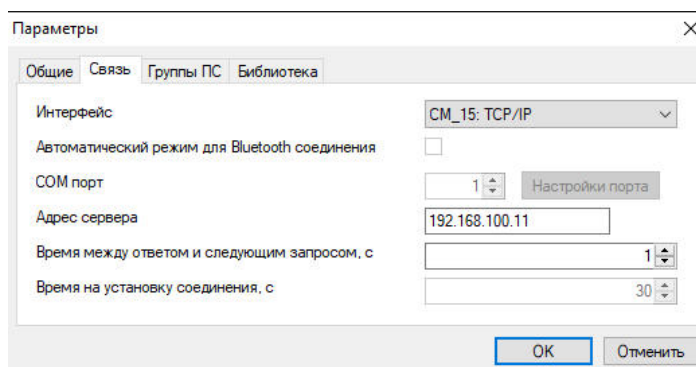 Параметры
Общие Связь Группы ПС Библиотека
Интерфейс CM_15: TCP/IP
Автоматический режим для Bluetooth соединения
COM порт 1 Настройки порта
Адрес сервера 192.168.100.11
Время между ответом и следующим запросом, с 1
Время на установку соединения, с 30
OK Отменить